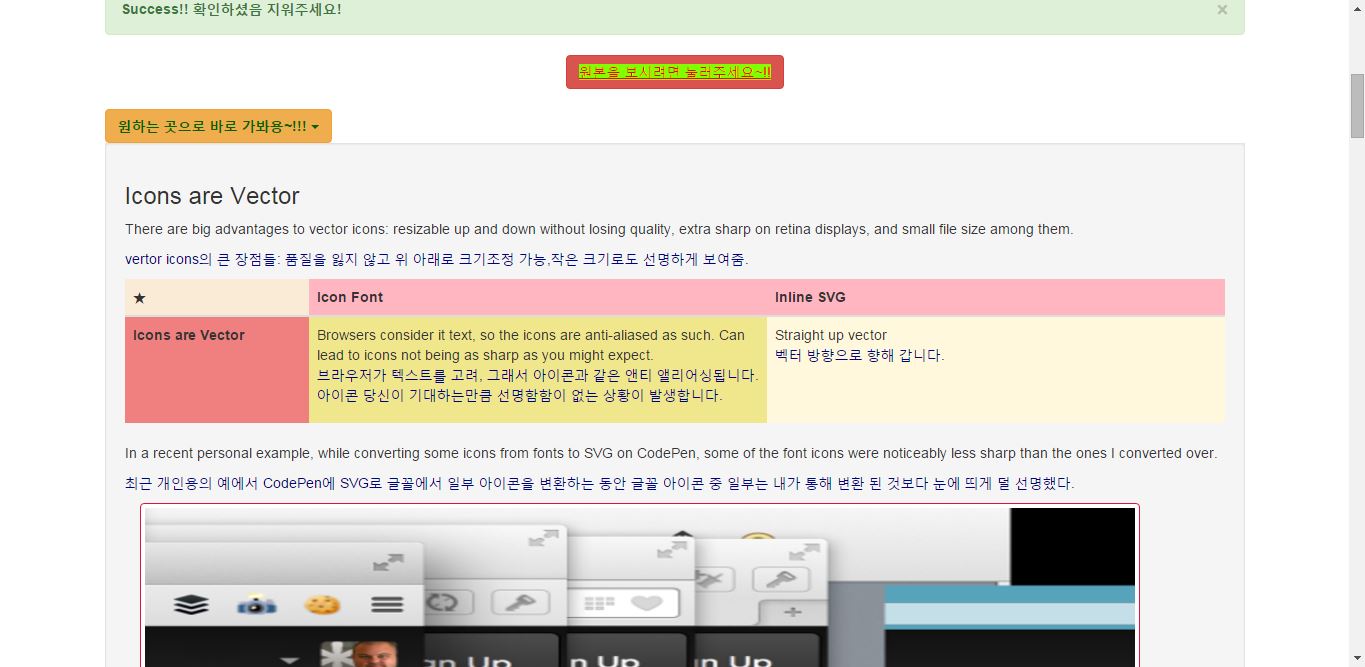 Success!! 확인하셨음 지워주세요!
×
원본을 보시려면 눌러주세요~!!
원하는 곳으로 바로 가봐용~!!!
Icons are Vector
There are big advantages to vector icons: resizable up and down without losing quality, extra sharp on retina displays, and small file size among them.
vertor icons의 큰 장점들: 품질을 잃지 않고 위 아래로 크기조정 가능,작은 크기로도 선명하게 보여줌.
★ Icon Font Inline SVG
Icons are Vector
Browsers consider it text, so the icons are anti-aliased as such. Can
lead to icons not being as sharp as you might expect.
브라우저가 텍스트를 고려, 그래서 아이콘과 같은 앤티 앨리어싱됩니다.
아이콘 당신이 기대하는만큼 선명함함이 없는 상황이 발생합니다.
Straight up vector
벡터 방향으로 향해 갑니다.
In a recent personal example, while converting some icons from fonts to SVG on CodePen, some of the font icons were noticeably less sharp than the ones I converted over.
최근 개인용의 예에서 CodePen에 SVG로 글꼴에서 일부 아이콘을 변환하는 동안 글꼴 아이콘 중 일부는 내가 통해 변환 된 것보다 눈에 띄게 덜 선명했다.
n Up n Up n Up